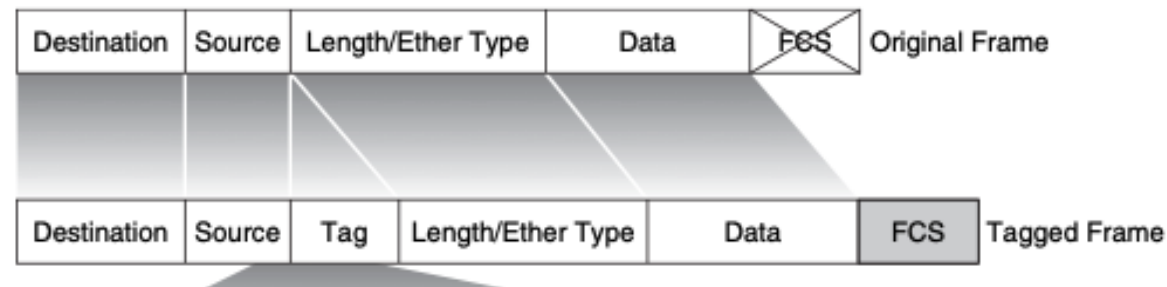 Destination Source Length/Ether Type Data FCS Original Frame
Destination Source Tag Length/Ether Type Data FCS Tagged Frame